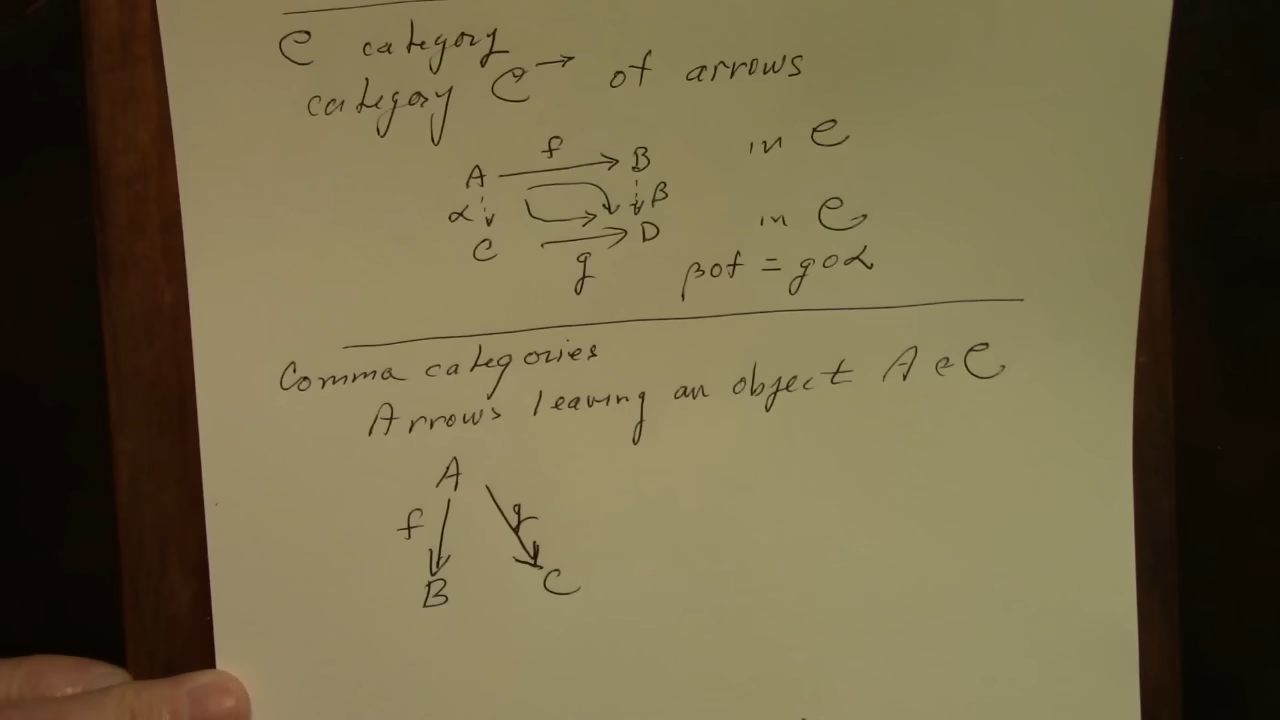 C category
category C→ of arrows
f
A → B in C
α β
C → D in C
g β∘f = g∘α
Comma categories
Arrows leaving an object A ∈ C
A
f g
B C